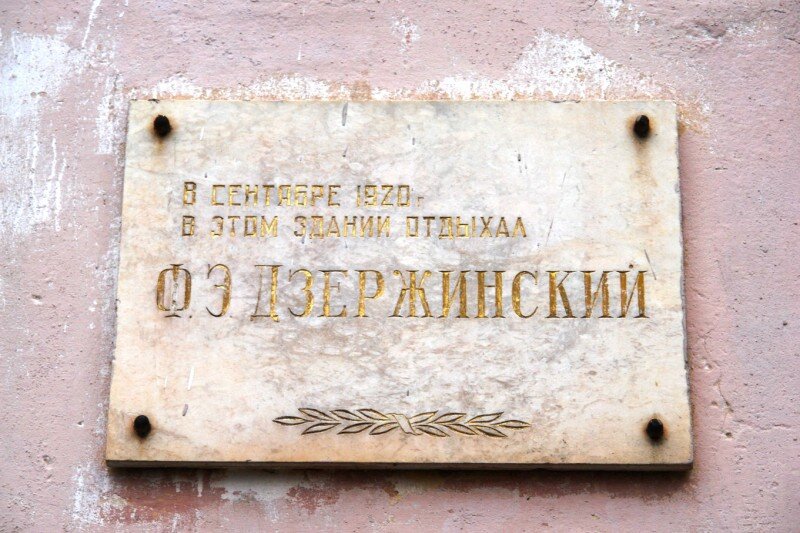 В СЕНТЯБРЕ 1920 г
В ЭТОМ ЗДАНИИ ОТДЫХАЛ
Ф. Э ДЗЕРЖИНСКИЙ